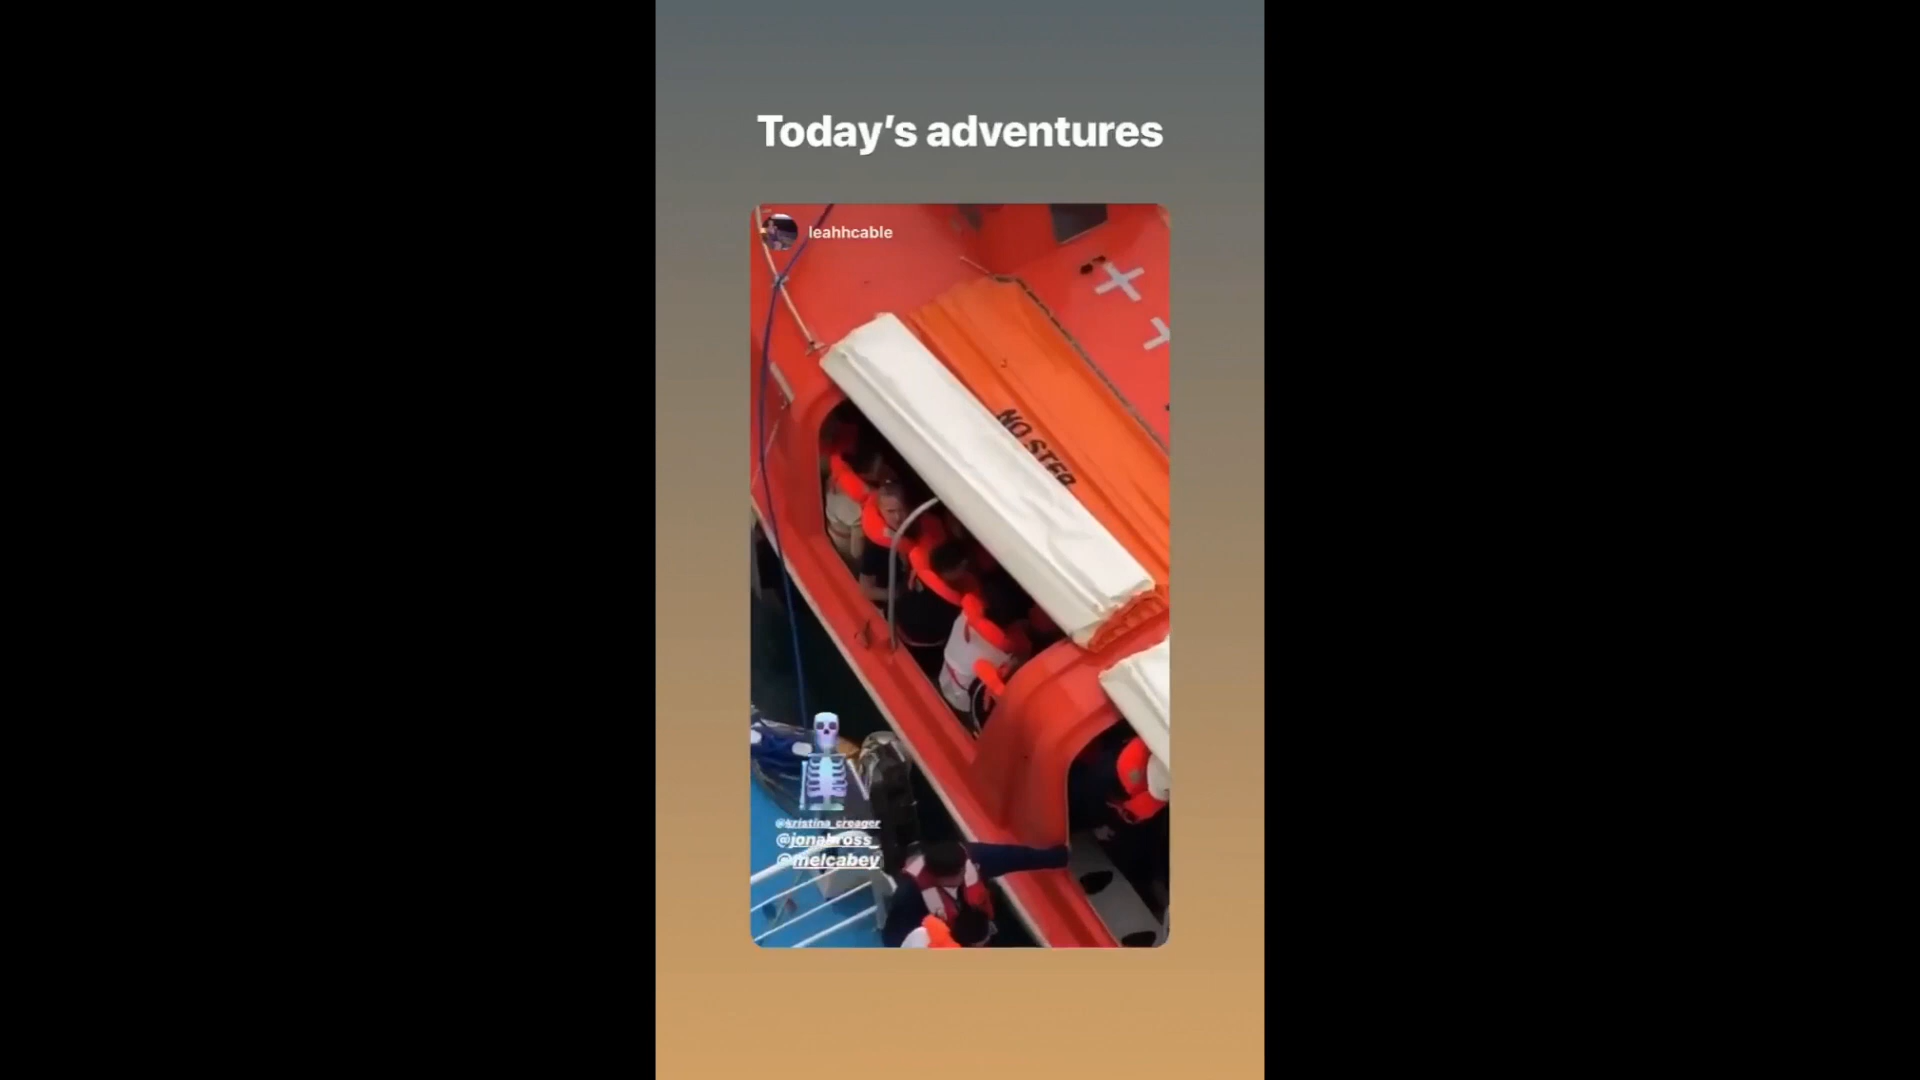 Today's adventures
leahhcable
NO STEP
@kristina_creager
@jonahross_
@melcabey